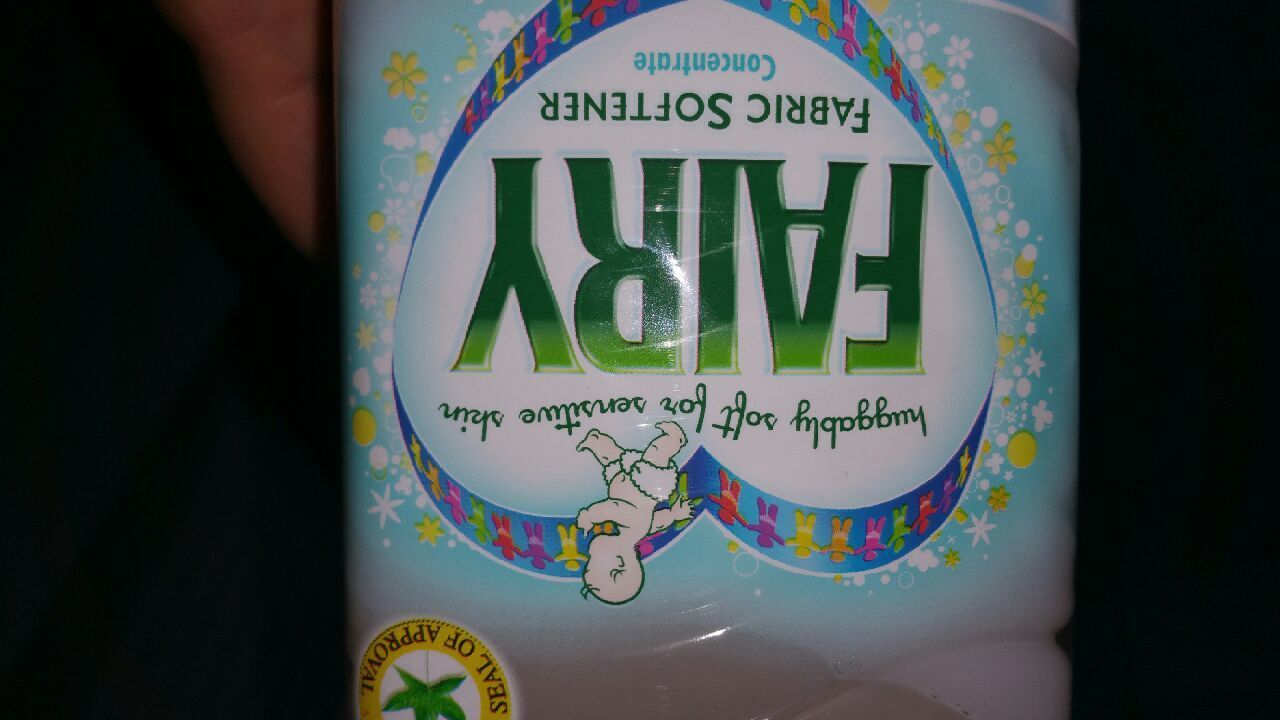 SEAL OF APPROVAL
huggably soft for sensitive skin
FAIRY
FABRIC SOFTENER
Concentrate